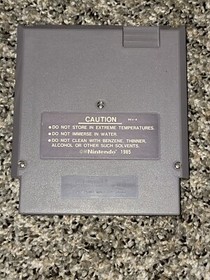 CAUTION
• DO NOT STORE IN EXTREME TEMPERATURES.
• DO NOT IMMERSE IN WATER.
• DO NOT CLEAN WITH BENZENE, THINNER,
ALCOHOL OR OTHER SUCH SOLVENTS.
©Nintendo 1985